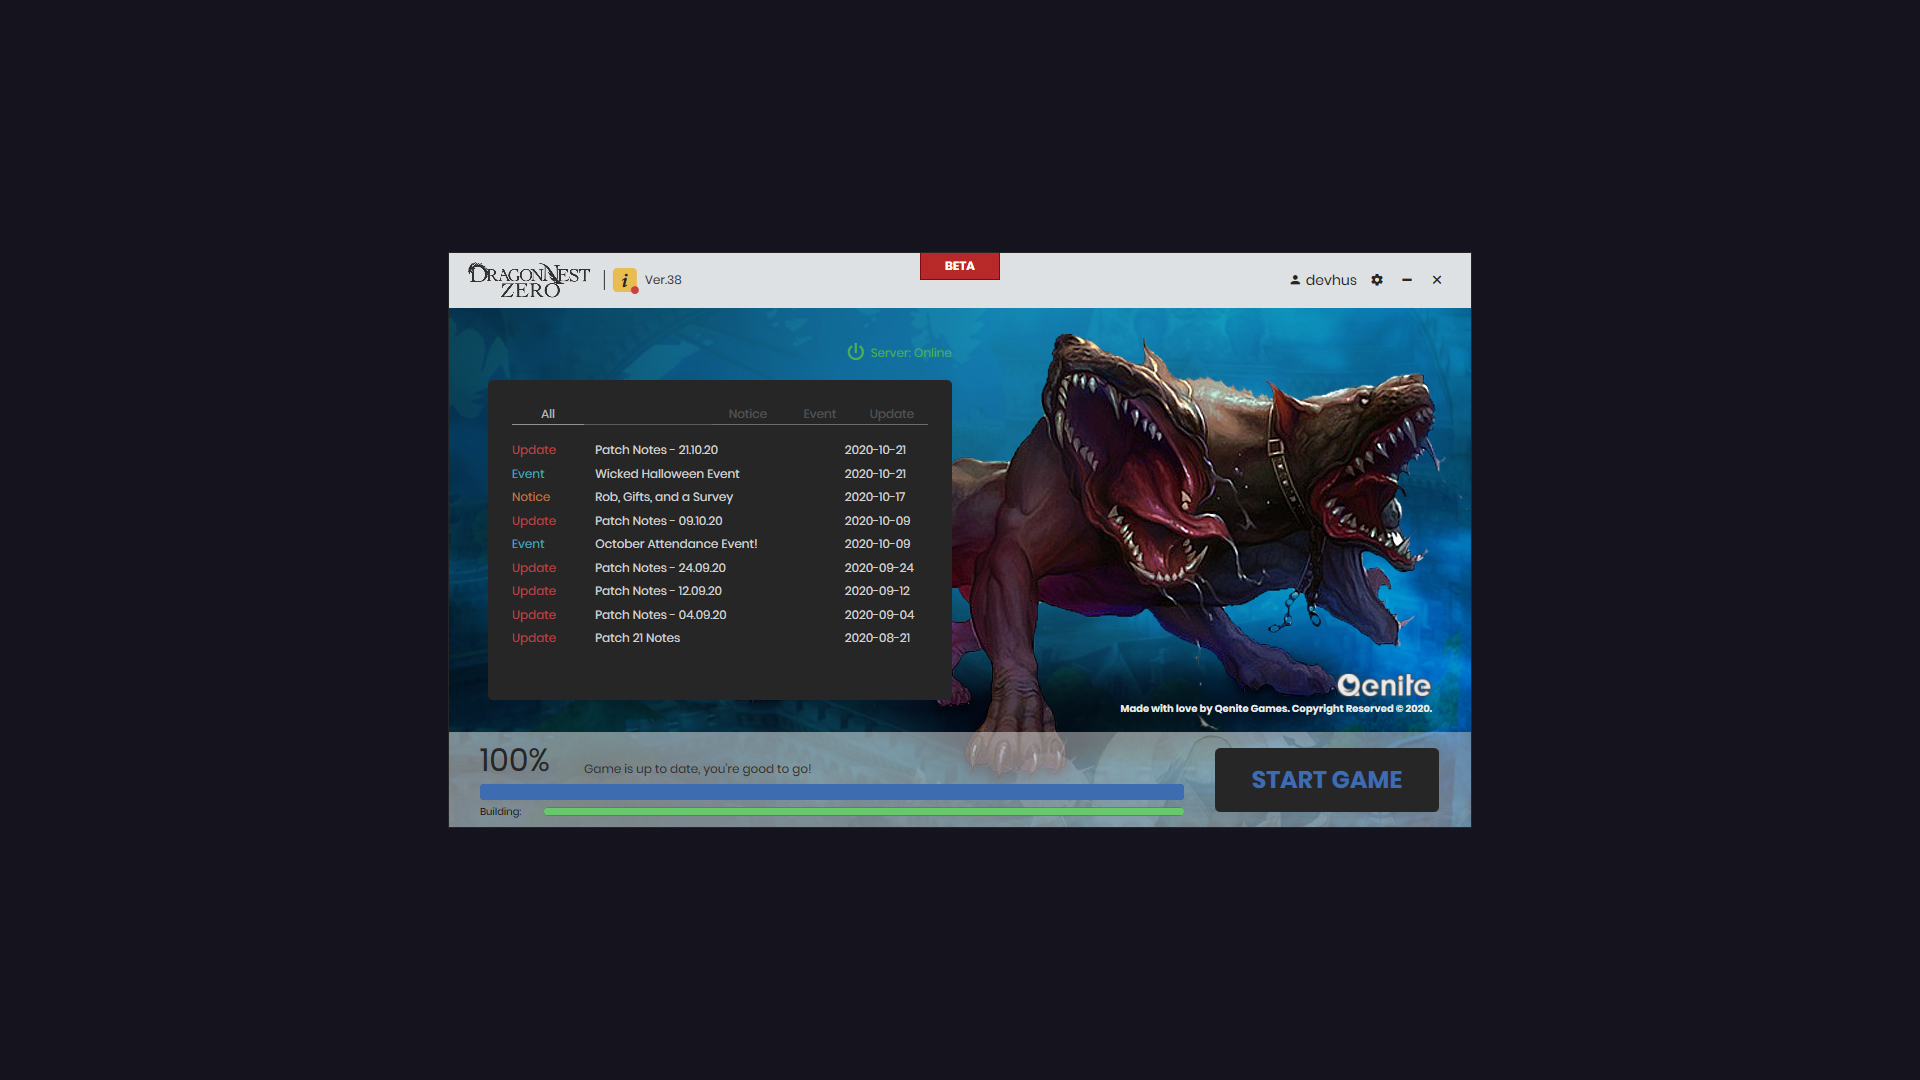 DRAGONNEST
ZERO
i
Ver.38
BETA
devhus
Server: Online
All Notice Event Update
Update Patch Notes - 21.10.20 2020-10-21
Event Wicked Halloween Event 2020-10-21
Notice Rob, Gifts, and a Survey 2020-10-17
Update Patch Notes - 09.10.20 2020-10-09
Event October Attendance Event! 2020-10-09
Update Patch Notes - 24.09.20 2020-09-24
Update Patch Notes - 12.09.20 2020-09-12
Update Patch Notes - 04.09.20 2020-09-04
Update Patch 21 Notes 2020-08-21
Qenite
Made with love by Qenite Games. Copyright Reserved © 2020.
100%
Game is up to date, you're good to go!
Building:
START GAME